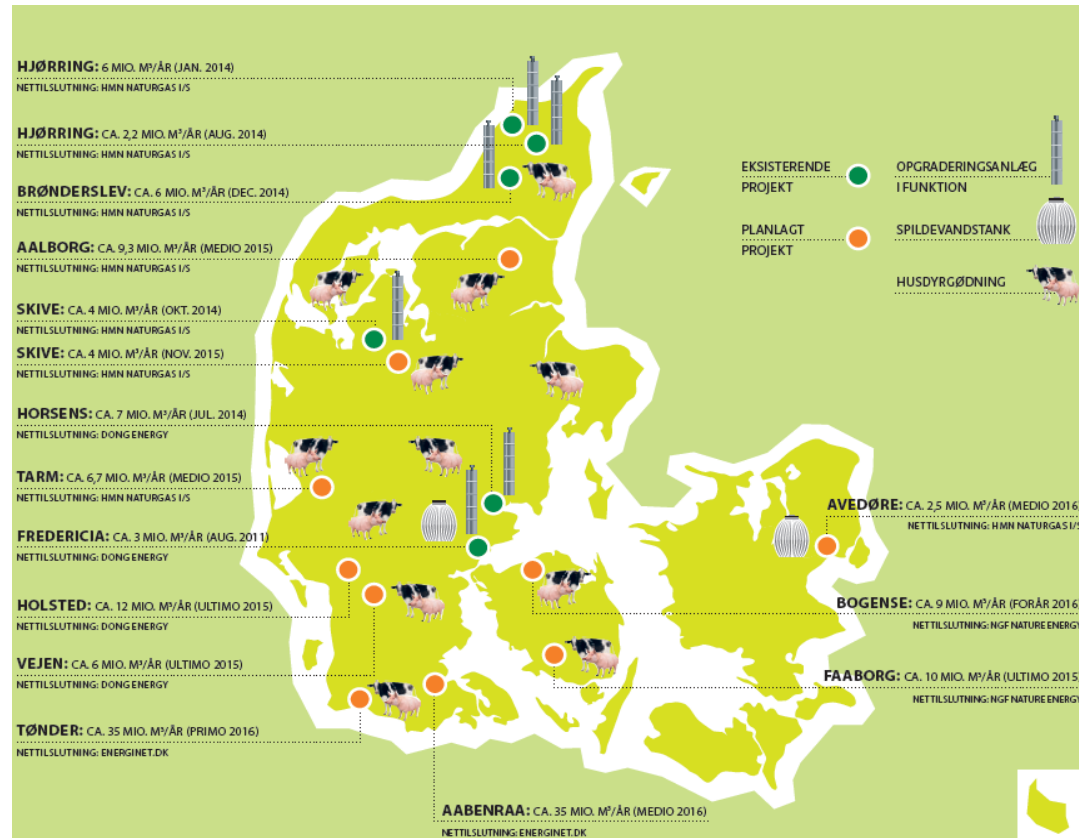 HJØRRING: 6 MIO. M³/ÅR (JAN. 2014)
NETTILSLUTNING: HMN NATURGAS I/S
HJØRRING: CA. 2,2 MIO. M³/ÅR (AUG. 2014)
NETTILSLUTNING: HMN NATURGAS I/S
BRØNDERSLEV: CA. 6 MIO. M³/ÅR (DEC. 2014)
NETTILSLUTNING: HMN NATURGAS I/S
AALBORG: CA. 9,3 MIO. M³/ÅR (MEDIO 2015)
NETTILSLUTNING: HMN NATURGAS I/S
SKIVE: CA. 4 MIO. M³/ÅR (OKT. 2014)
NETTILSLUTNING: HMN NATURGAS I/S
SKIVE: CA. 4 MIO. M³/ÅR (NOV. 2015)
NETTILSLUTNING: HMN NATURGAS I/S
HORSENS: CA. 7 MIO. M³/ÅR (JUL. 2014)
NETTILSLUTNING: DONG ENERGY
TARM: CA. 6,7 MIO. M³/ÅR (MEDIO 2015)
NETTILSLUTNING: HMN NATURGAS I/S
FREDERICIA: CA. 3 MIO. M³/ÅR (AUG. 2011)
NETTILSLUTNING: DONG ENERGY
HOLSTED: CA. 12 MIO. M³/ÅR (ULTIMO 2015)
NETTILSLUTNING: DONG ENERGY
VEJEN: CA. 6 MIO. M³/ÅR (ULTIMO 2015)
NETTILSLUTNING: DONG ENERGY
TØNDER: CA. 35 MIO. M³/ÅR (PRIMO 2016)
NETTILSLUTNING: ENERGINET.DK
AABENRAA: CA. 35 MIO. M³/ÅR (MEDIO 2016)
NETTILSLUTNING: ENERGINET.DK
EKSISTERENDE
PROJEKT
OPGRADERINGSANLÆG
I FUNKTION
PLANLAGT
PROJEKT
SPILDEVANDSTANK
HUSDYRGØDNING
AVEDØRE: CA. 2,5 MIO. M³/ÅR (MEDIO 2016)
NETTILSLUTNING: HMN NATURGAS I/S
BOGENSE: CA. 9 MIO. M³/ÅR (FORÅR 2016)
NETTILSLUTNING: NGF NATURE ENERGY
FAABORG: CA. 10 MIO. M³/ÅR (ULTIMO 2015)
NETTILSLUTNING: NGF NATURE ENERGY